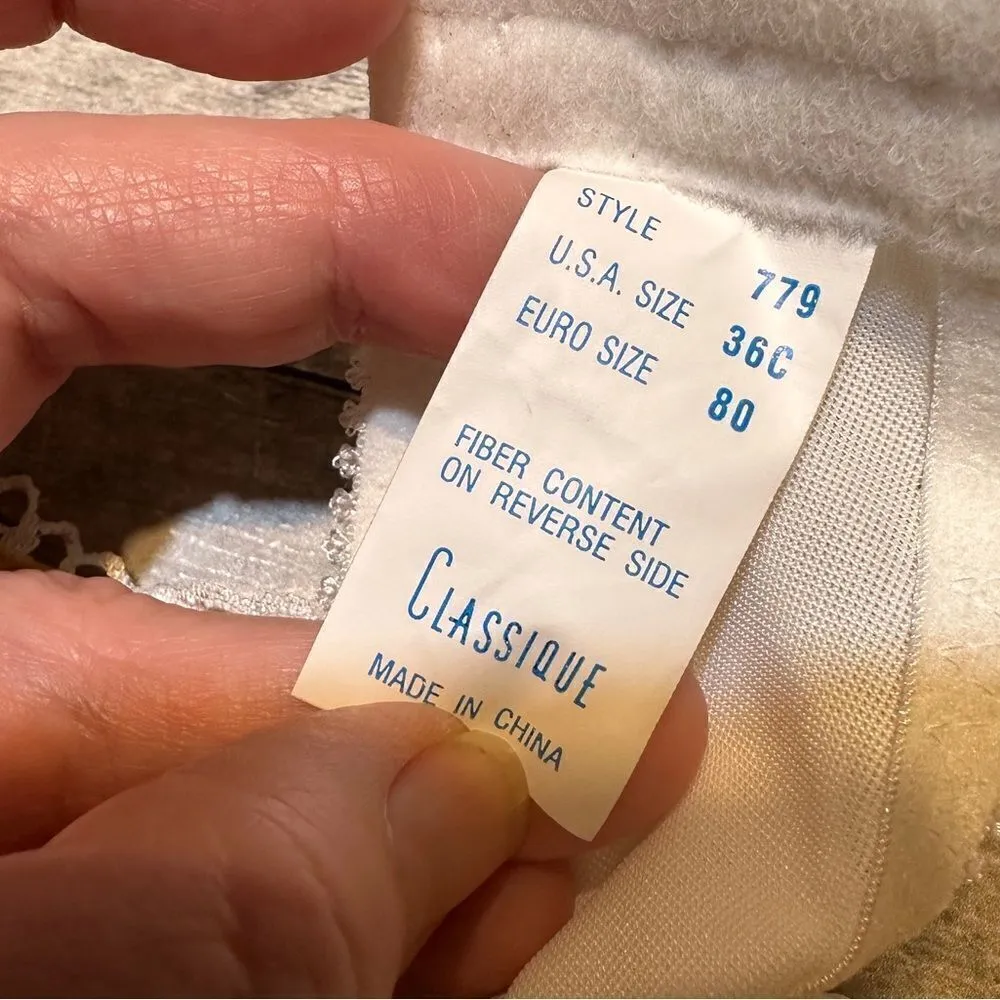 STYLE 779
U.S.A. SIZE 36C
EURO SIZE 80
FIBER CONTENT
ON REVERSE SIDE
CLASSIQUE
MADE IN CHINA